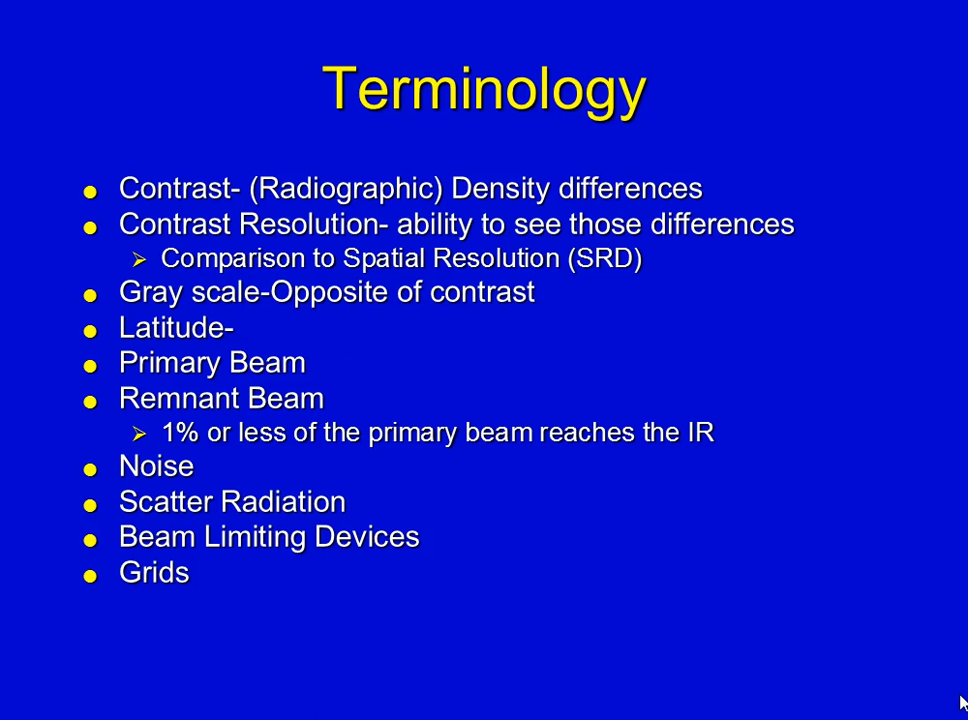 Terminology
Contrast- (Radiographic) Density differences
Contrast Resolution- ability to see those differences
Comparison to Spatial Resolution (SRD)
Gray scale-Opposite of contrast
Latitude-
Primary Beam
Remnant Beam
1% or less of the primary beam reaches the IR
Noise
Scatter Radiation
Beam Limiting Devices
Grids